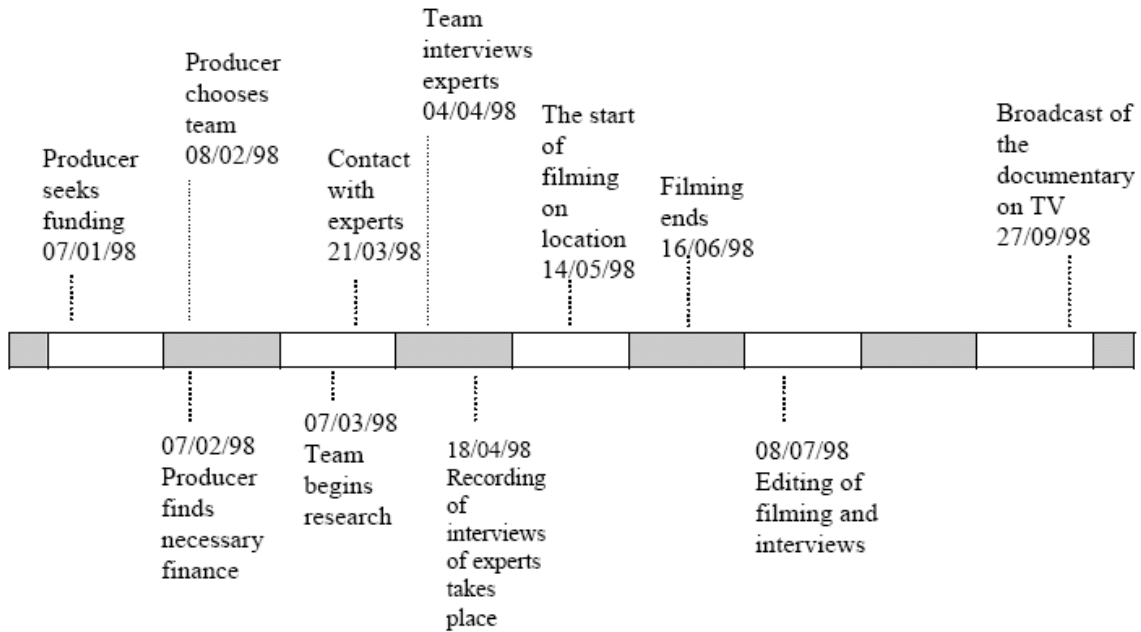 Producer
seeks
funding
07/01/98
Producer
chooses
team
08/02/98
Contact
with
experts
21/03/98
Team
interviews
experts
04/04/98
The start
of
filming
on
location
14/05/98
Filming
ends
16/06/98
Broadcast of
the
documentary
on TV
27/09/98
07/02/98
Producer
finds
necessary
finance
07/03/98
Team
begins
research
18/04/98
Recording
of
interviews
of experts
takes
place
08/07/98
Editing of
filming and
interviews